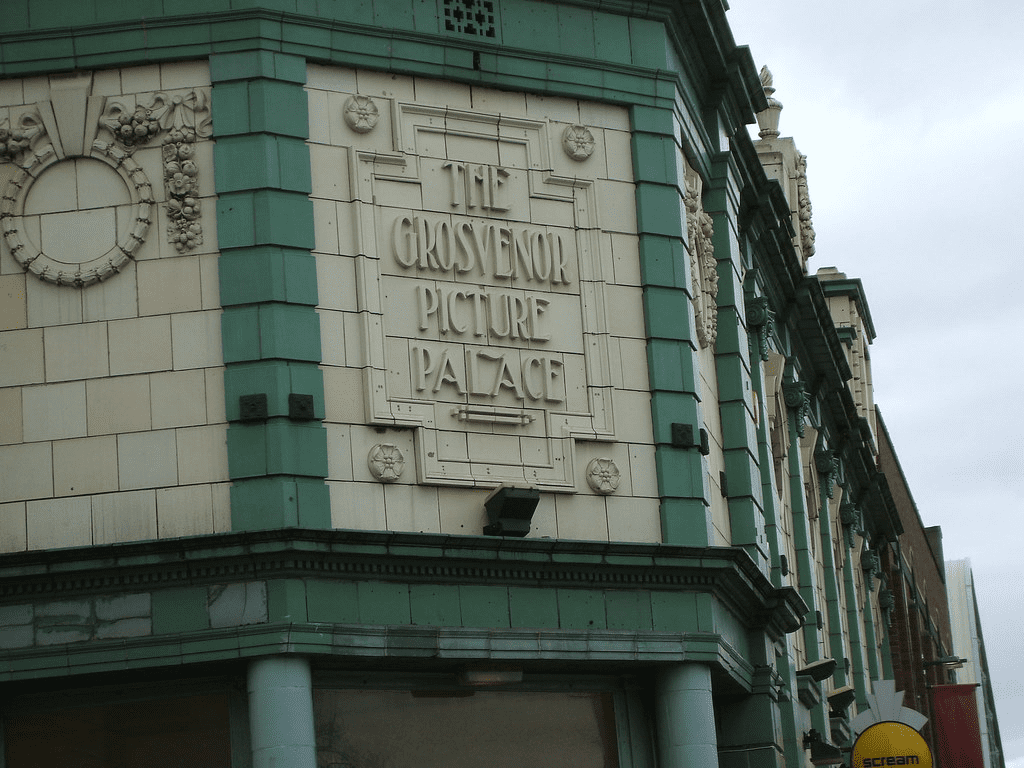 THE
GROSVENOR
PICTURE
PALACE
scream